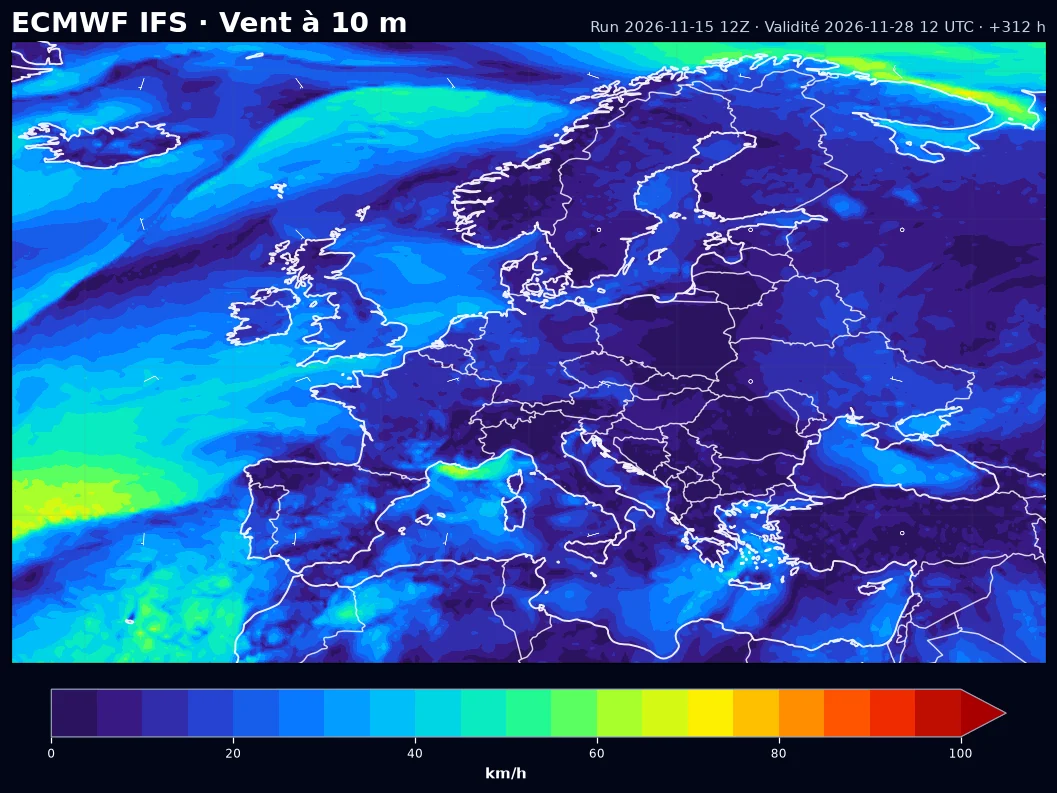 ECMWF IFS · Vent à 10 m
Run 2026-11-15 12Z · Validité 2026-11-28 12 UTC · +312 h
0 20 40 60 80 100
km/h